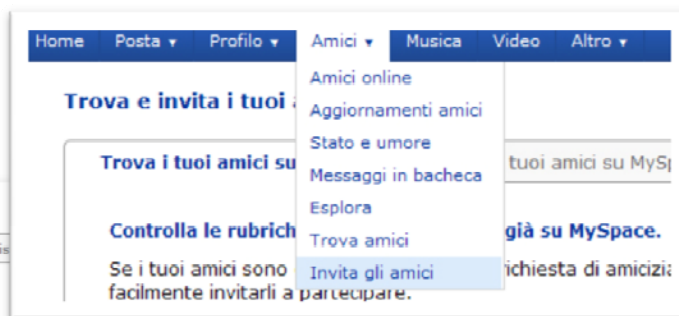 Home Posta Profilo Amici Musica Video Altro
Amici online
Trova e invita i tuoi
Aggiornamenti amici
Stato e umore
Trova i tuoi amici su tuoi amici su MySp
Messaggi in bacheca
Esplora
Controlla le rubrich già su MySpace.
Trova amici
Se i tuoi amici sono ichiesta di amicizia
Invita gli amici
facilmente invitarli a partecipare.